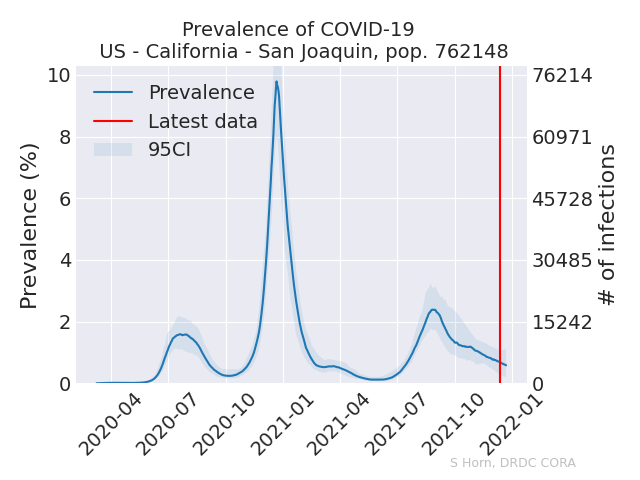 Prevalence of COVID-19
US - California - San Joaquin, pop. 762148
Prevalence
Latest data
95CI
Prevalence (%)
10
8
6
4
2
0
76214
60971
45728
30485
15242
0
# of infections
2020-04
2020-07
2020-10
2021-01
2021-04
2021-07
2021-10
2022-01
S Horn, DRDC CORA